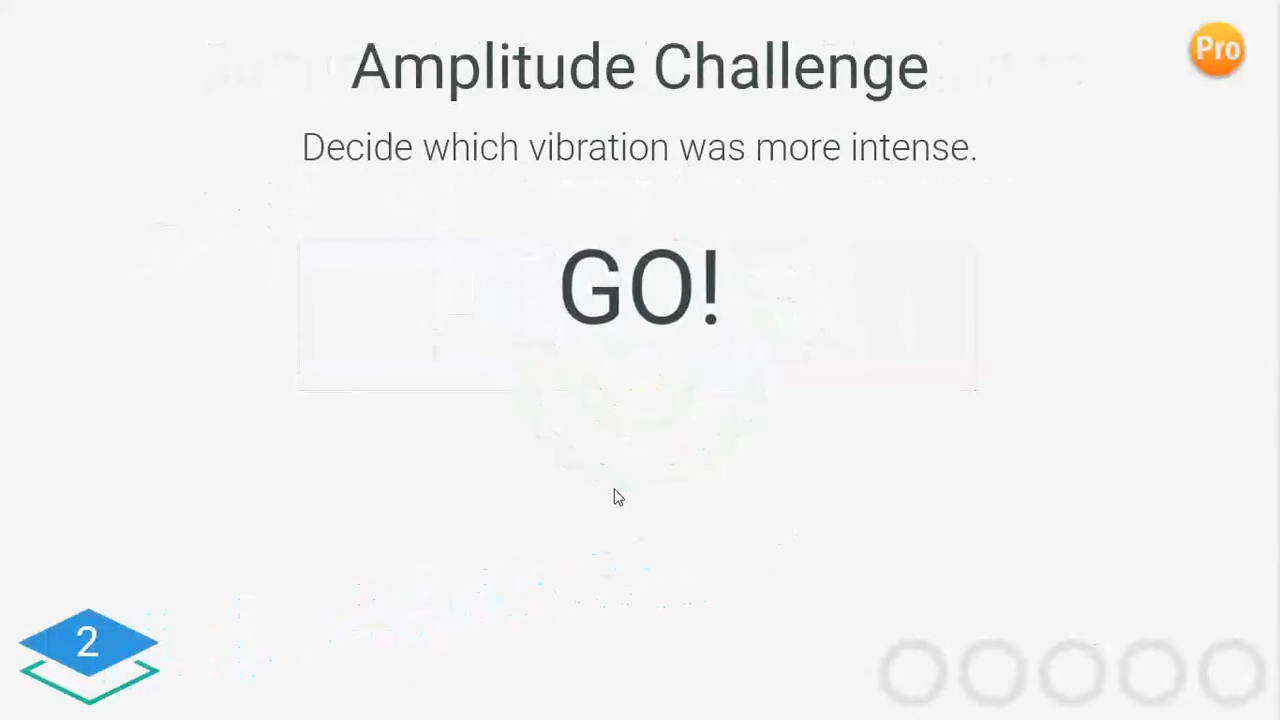 Amplitude Challenge
Pro
Decide which vibration was more intense.
GO!
2